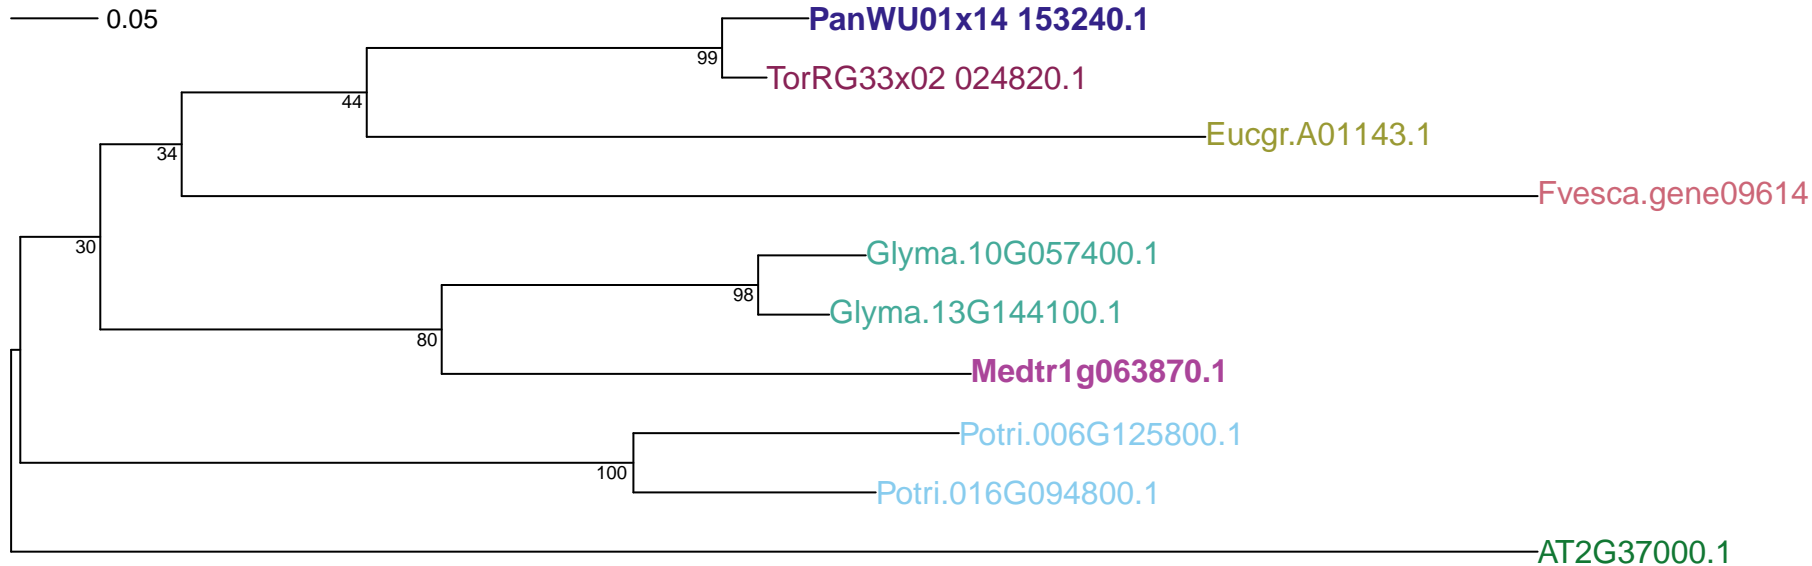 0.05
PanWU01x14 153240.1
99
TorRG33x02 024820.1
44
Eucgr.A01143.1
34
Fvesca.gene09614
30
Glyma.10G057400.1
98
Glyma.13G144100.1
80
Medtr1g063870.1
Potri.006G125800.1
100
Potri.016G094800.1
AT2G37000.1